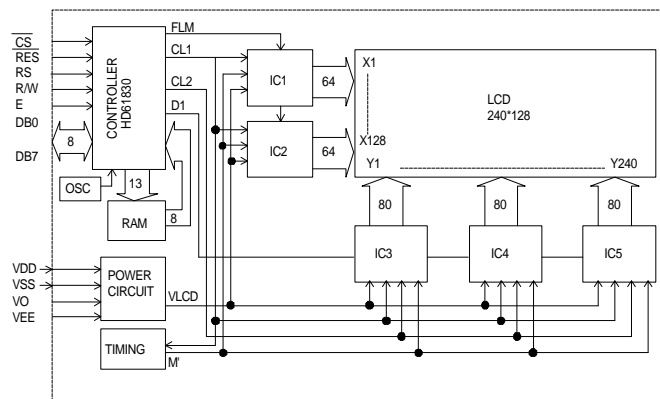 FLM
CS
RES
RS
R/W
E
DB0
8
DB7
CONTROLLER
HD61830
CL1
CL2
D1
IC1
64
IC2
64
X1
X128
LCD
240*128
Y1
Y240
OSC
13
RAM
8
80
80
80
IC3
IC4
IC5
VDD
VSS
VO
VEE
POWER
CIRCUIT
VLCD
TIMING
M'